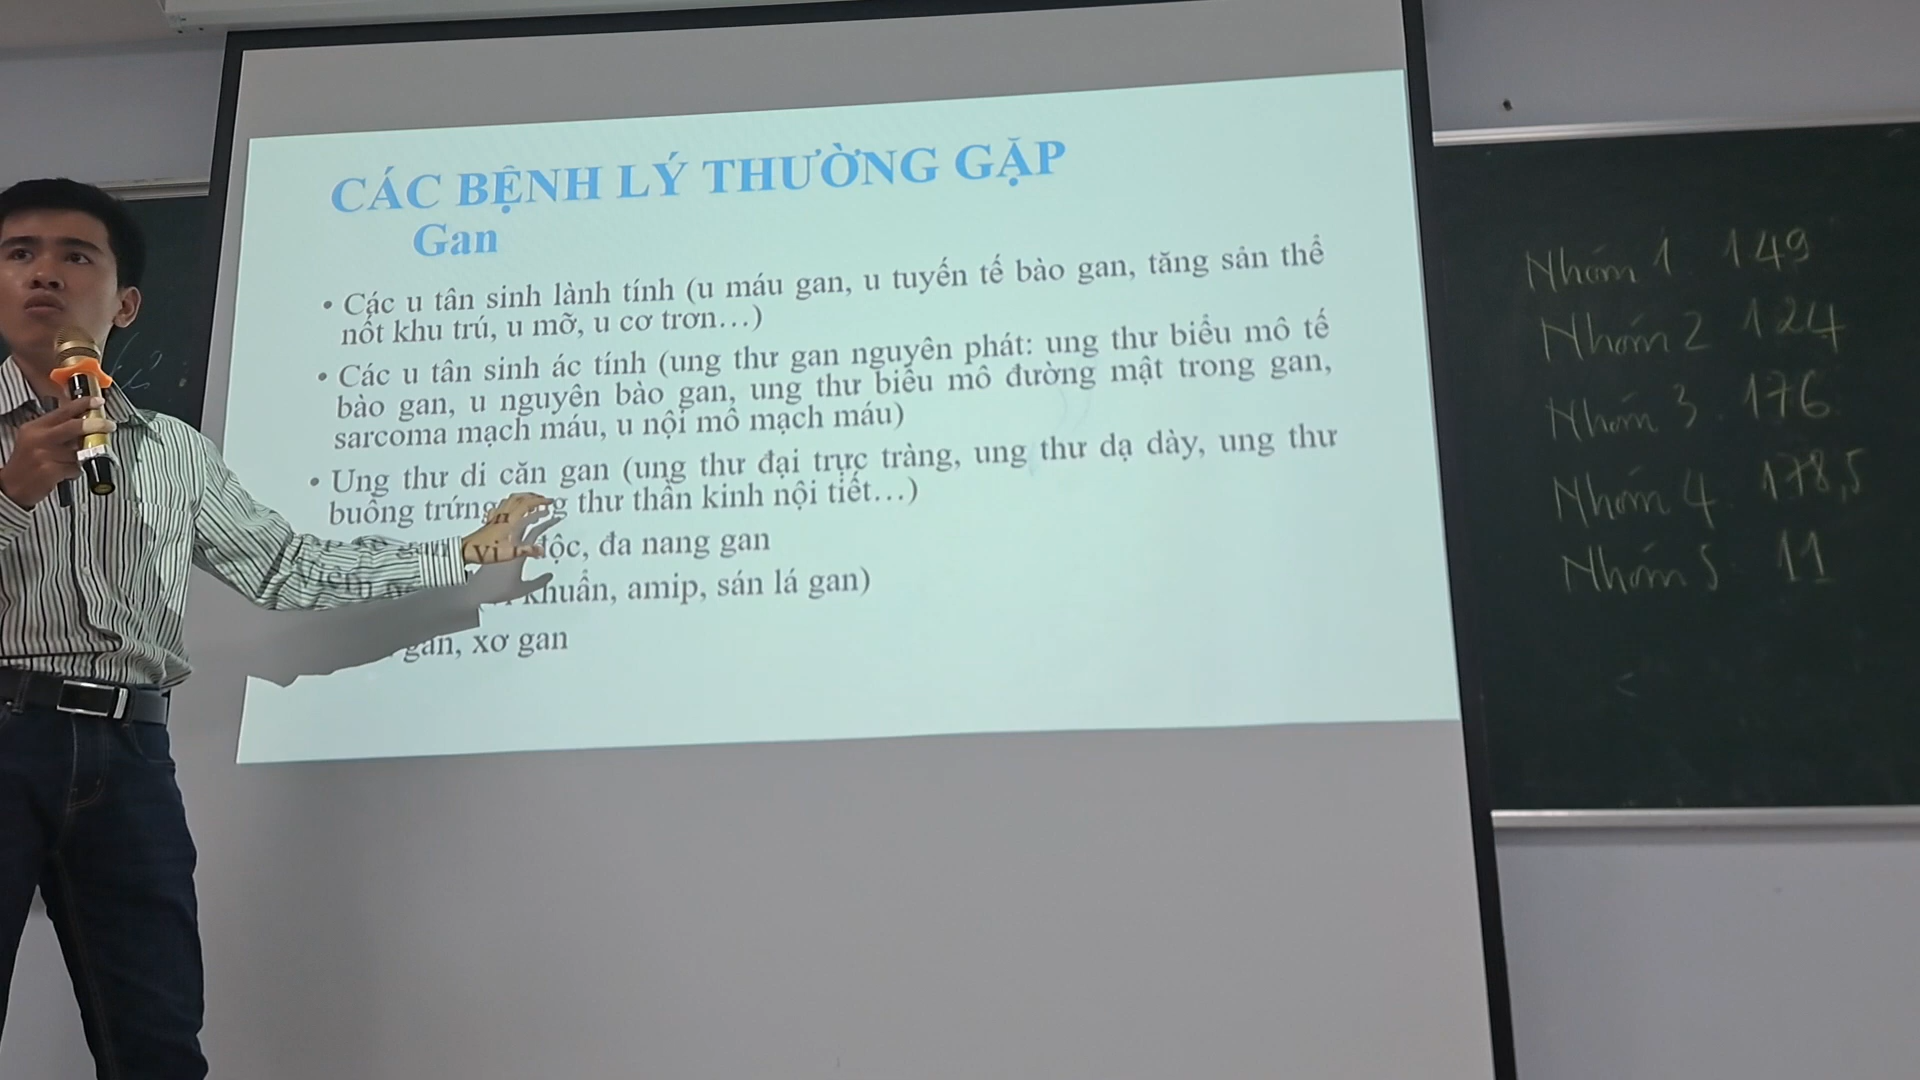 CÁC BỆNH LÝ THƯỜNG GẶP
Gan
• Các u tân sinh lành tính (u máu gan, u tuyến tế bào gan, tăng sản thể
nốt khu trú, u mỡ, u cơ trơn…)
• Các u tân sinh ác tính (ung thư gan nguyên phát: ung thư biểu mô tế
bào gan, u nguyên bào gan, ung thư biểu mô đường mật trong gan,
sarcoma mạch máu, u nội mô mạch máu)
• Ung thư di căn gan (ung thư đại trực tràng, ung thư dạ dày, ung thư
buồng trứng, thư thần kinh nội tiết…)
gan độc, đa nang gan
Viêm khuẩn, amip, sán lá gan)
gan, xơ gan
Nhóm 1 149
Nhóm 2 124
Nhóm 3 176
Nhóm 4 178,5
Nhóm 5 11